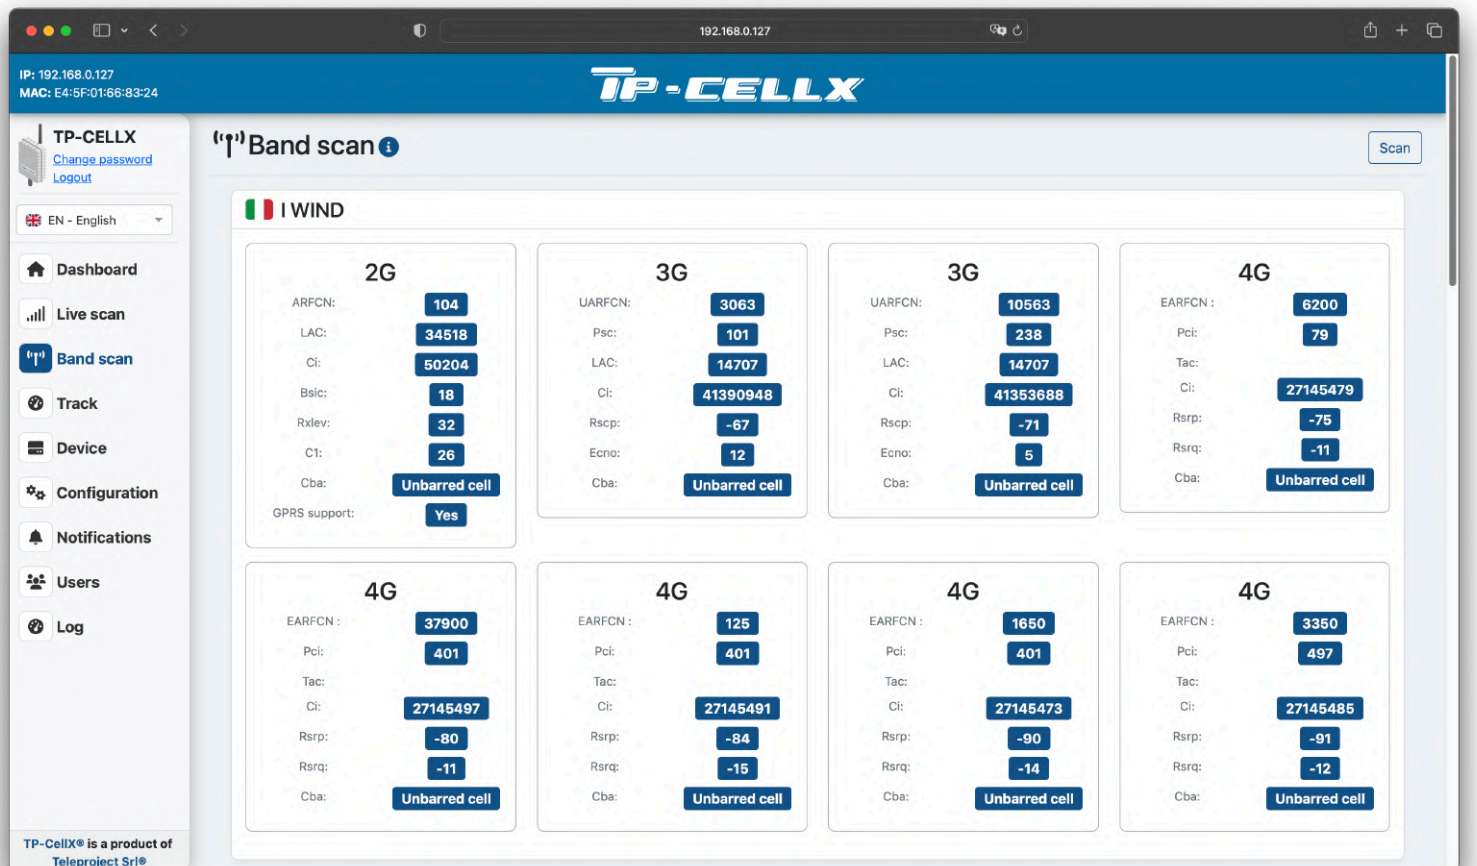 192.168.0.127
IP: 192.168.0.127
MAC: E4:5F:01:66:83:24
TP-CELLX
TP-CELLX
Change password
Logout
EN - English
Dashboard
Live scan
Band scan
Track
Device
Configuration
Notifications
Users
Log
TP-CellX® is a product of
Teleproject Srl®
Band scan
Scan
I WIND
2G
ARFCN: 104
LAC: 34518
Ci: 50204
Bsic: 18
Rxlev: 32
C1: 26
Cba: Unbarred cell
GPRS support: Yes
3G
UARFCN: 3063
Psc: 101
LAC: 14707
Ci: 41390948
Rscp: -67
Ecno: 12
Cba: Unbarred cell
3G
UARFCN: 10563
Psc: 238
LAC: 14707
Ci: 41353688
Rscp: -71
Ecno: 5
Cba: Unbarred cell
4G
EARFCN : 6200
Pci: 79
Tac:
Ci: 27145479
Rsrp: -75
Rsrq: -11
Cba: Unbarred cell
4G
EARFCN : 37900
Pci: 401
Tac:
Ci: 27145497
Rsrp: -80
Rsrq: -11
Cba: Unbarred cell
4G
EARFCN : 125
Pci: 401
Tac:
Ci: 27145491
Rsrp: -84
Rsrq: -15
Cba: Unbarred cell
4G
EARFCN : 1650
Pci: 401
Tac:
Ci: 27145473
Rsrp: -90
Rsrq: -14
Cba: Unbarred cell
4G
EARFCN : 3350
Pci: 497
Tac:
Ci: 27145485
Rsrp: -91
Rsrq: -12
Cba: Unbarred cell